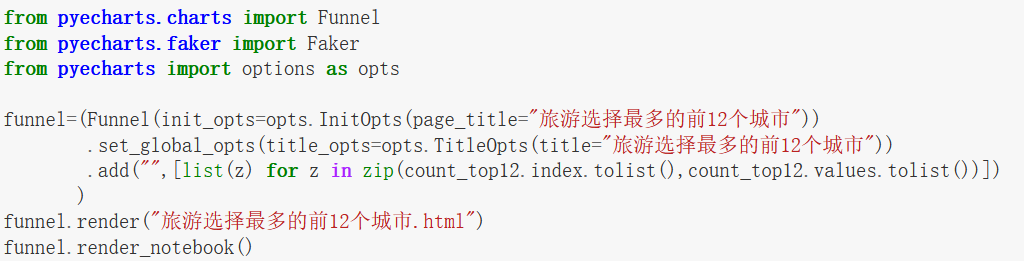 from pyecharts.charts import Funnel
from pyecharts.faker import Faker
from pyecharts import options as opts

funnel=(Funnel(init_opts=opts.InitOpts(page_title="旅游选择最多的前12个城市"))
       .set_global_opts(title_opts=opts.TitleOpts(title="旅游选择最多的前12个城市"))
       .add("",[list(z) for z in zip(count_top12.index.tolist(),count_top12.values.tolist())])
      )
funnel.render("旅游选择最多的前12个城市.html")
funnel.render_notebook()